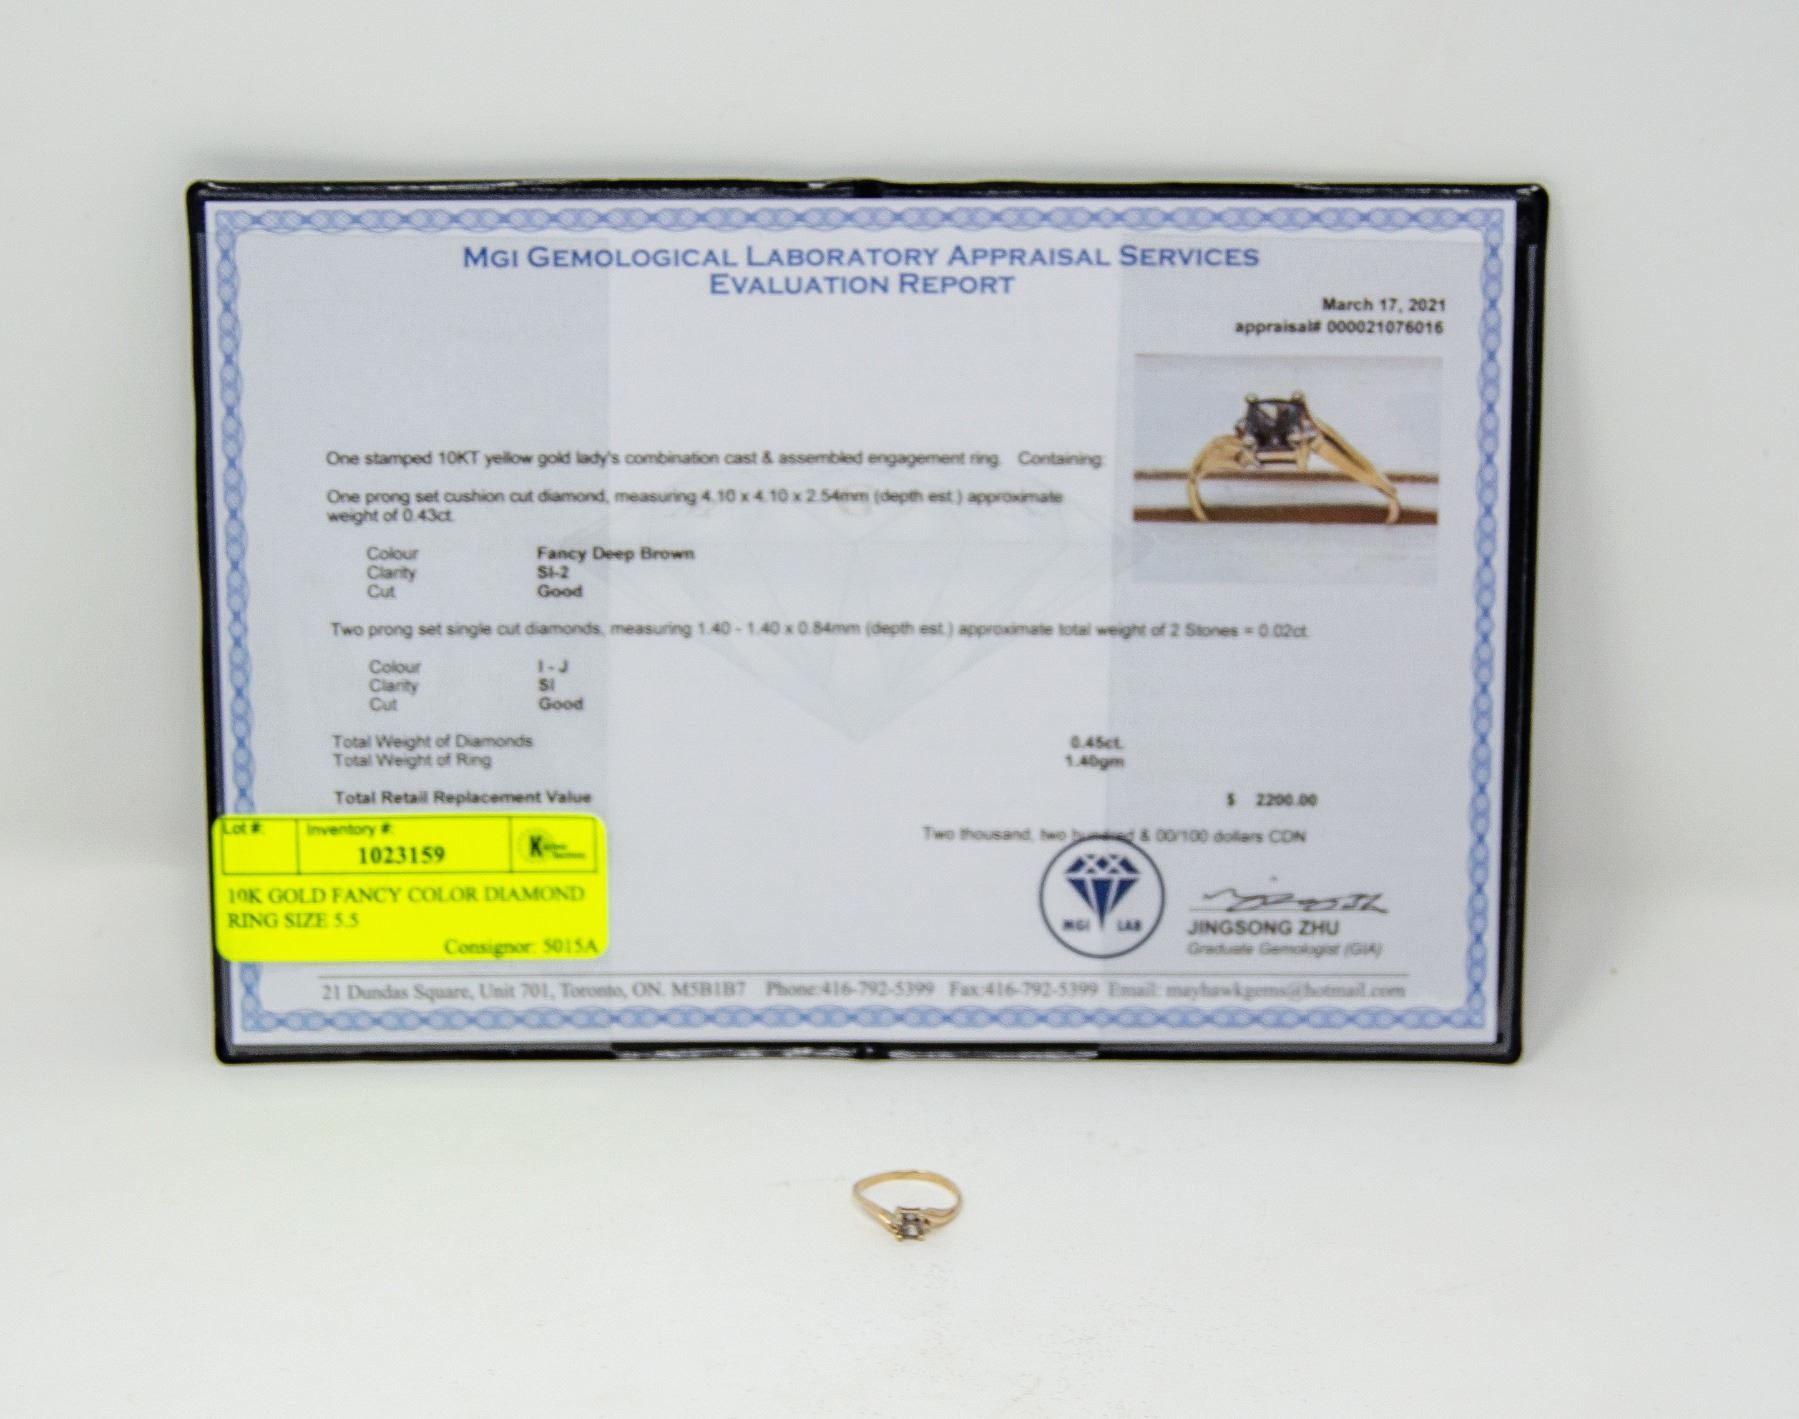 MGI GEMOLOGICAL LABORATORY APPRAISAL SERVICES
EVALUATION REPORT
March 17, 2021
appraisal# 000021076016
One stamped 10KT yellow gold lady's combination cast & assembled engagement ring. Containing:
One prong set cushion cut diamond, measuring 4.10 x 4.10 x 2.54mm (depth est.) approximate
weight of 0.43ct.
Colour Fancy Deep Brown
Clarity SI-2
Cut Good
Two prong set single cut diamonds, measuring 1.40 - 1.40 x 0.84mm (depth est.) approximate total weight of 2 Stones = 0.02ct.
Colour I - J
Clarity SI
Cut Good
Total Weight of Diamonds 0.45ct.
Total Weight of Ring 1.40gm
Total Retail Replacement Value $ 2200.00
Two thousand, two hundred & 00/100 dollars CDN
MGI LAB
JINGSONG ZHU
Graduate Gemologist (GIA)
21 Dundas Square, Unit 701, Toronto, ON. M5B1B7 Phone:416-792-5399 Fax:416-792-5399 Email: mayhawkgems@hotmail.com
Lot #: Inventory #:
1023159
K
10K GOLD FANCY COLOR DIAMOND
RING SIZE 5.5
Consignor: 5015A